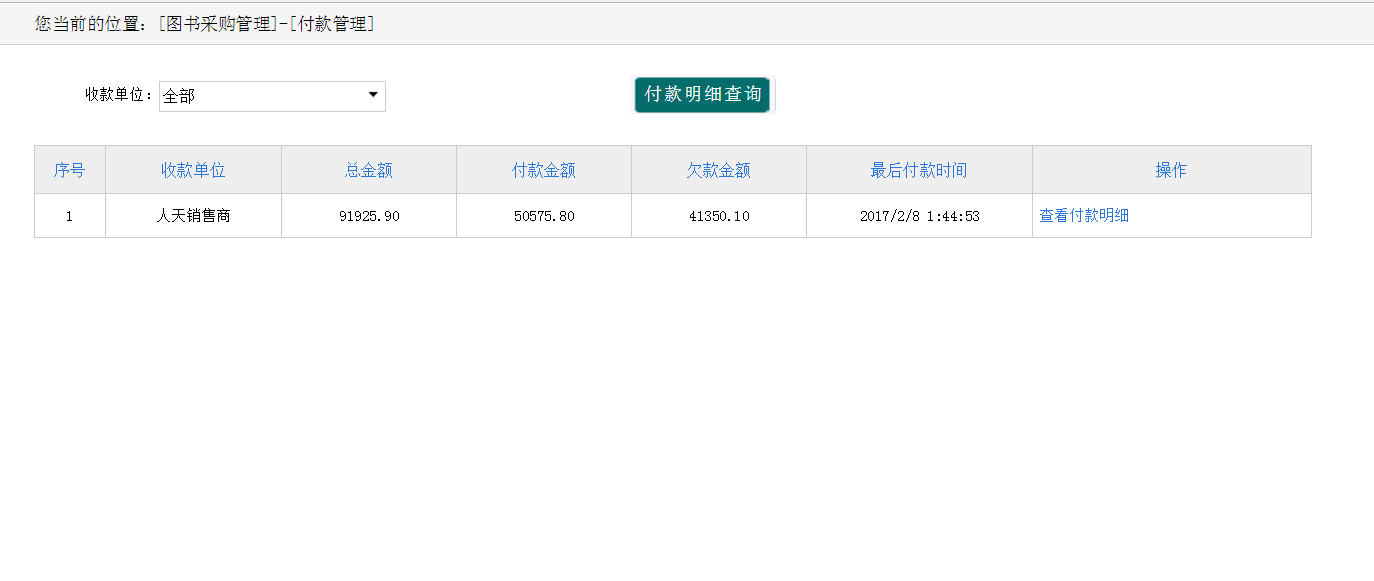 您当前的位置：[图书采购管理]-[付款管理]
收款单位： 全部 付款明细查询
序号 收款单位 总金额 付款金额 欠款金额 最后付款时间 操作
1 人天销售商 91925.90 50575.80 41350.10 2017/2/8 1:44:53 查看付款明细